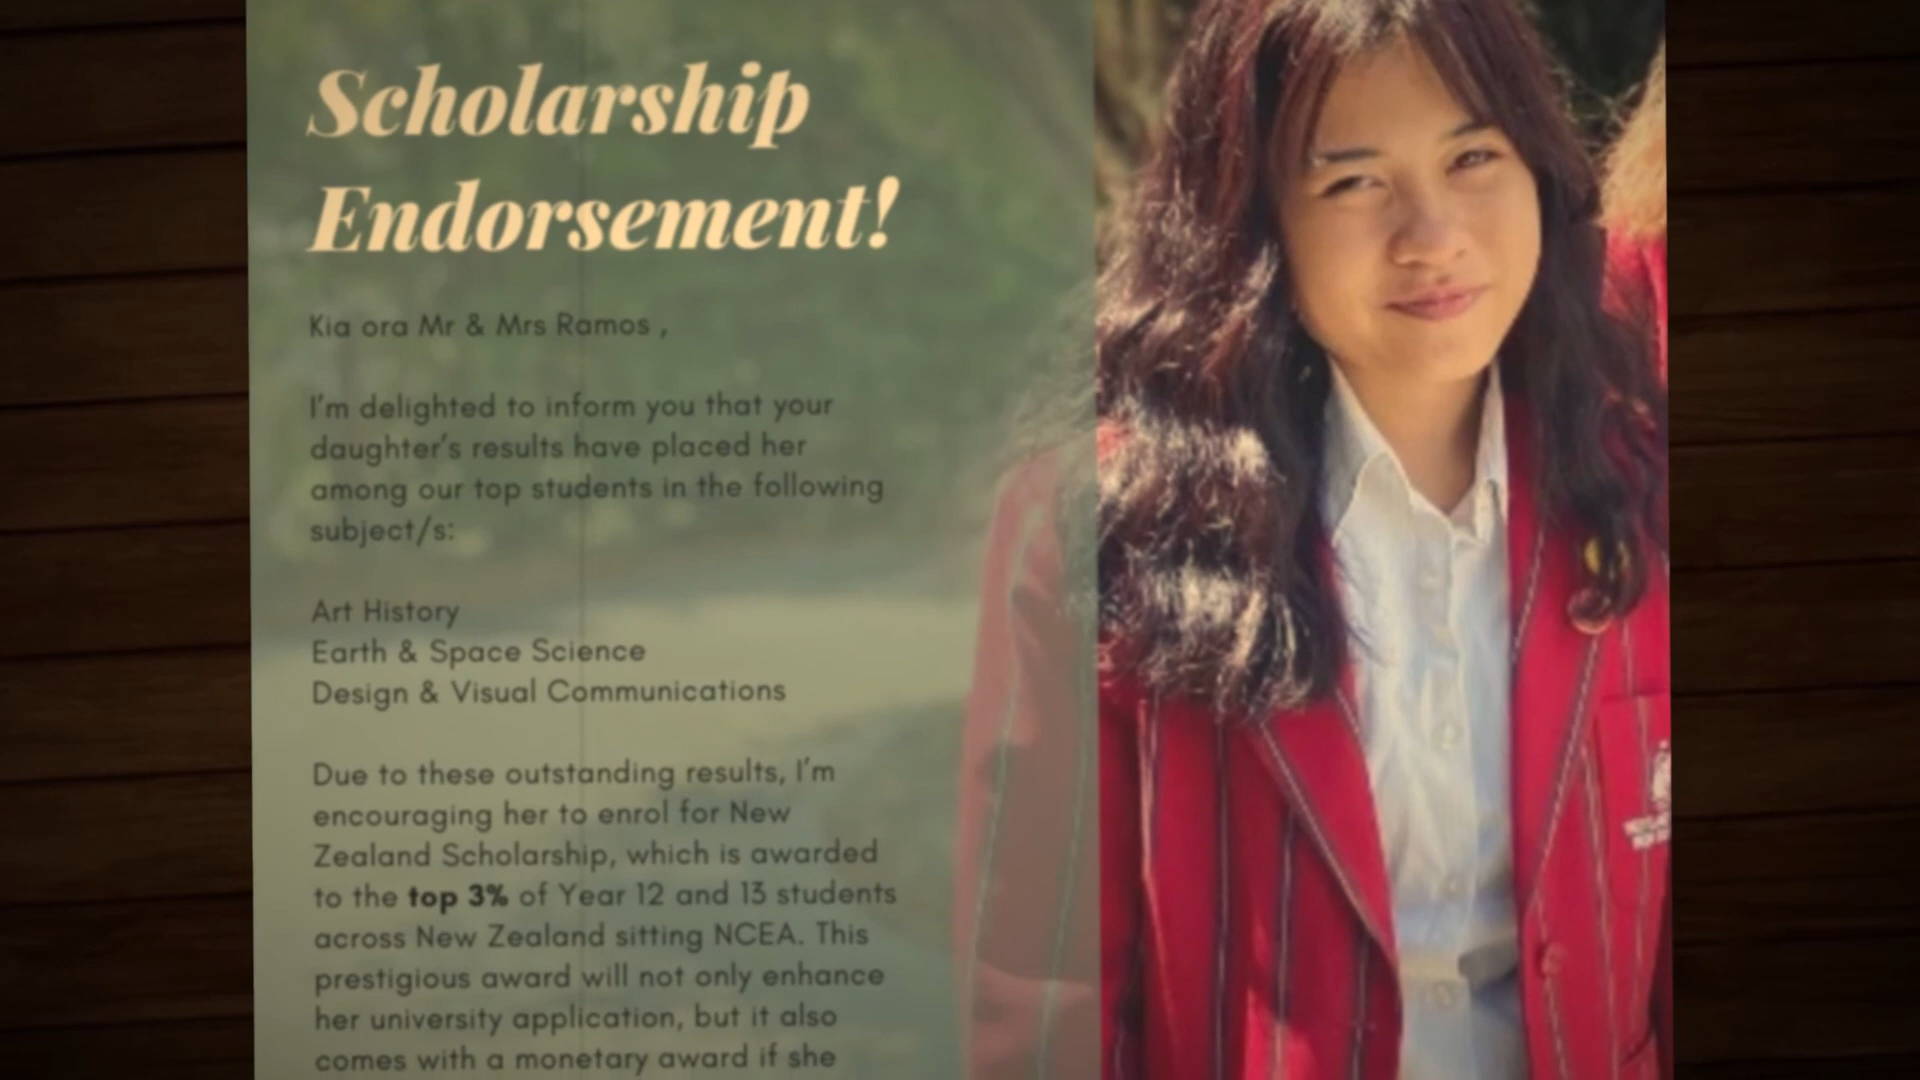 Scholarship
Endorsement!
Kia ora Mr & Mrs Ramos ,
I'm delighted to inform you that your
daughter's results have placed her
among our top students in the following
subject/s:
Art History
Earth & Space Science
Design & Visual Communications
Due to these outstanding results, I'm
encouraging her to enrol for New
Zealand Scholarship, which is awarded
to the top 3% of Year 12 and 13 students
across New Zealand sitting NCEA. This
prestigious award will not only enhance
her university application, but it also
comes with a monetary award if she